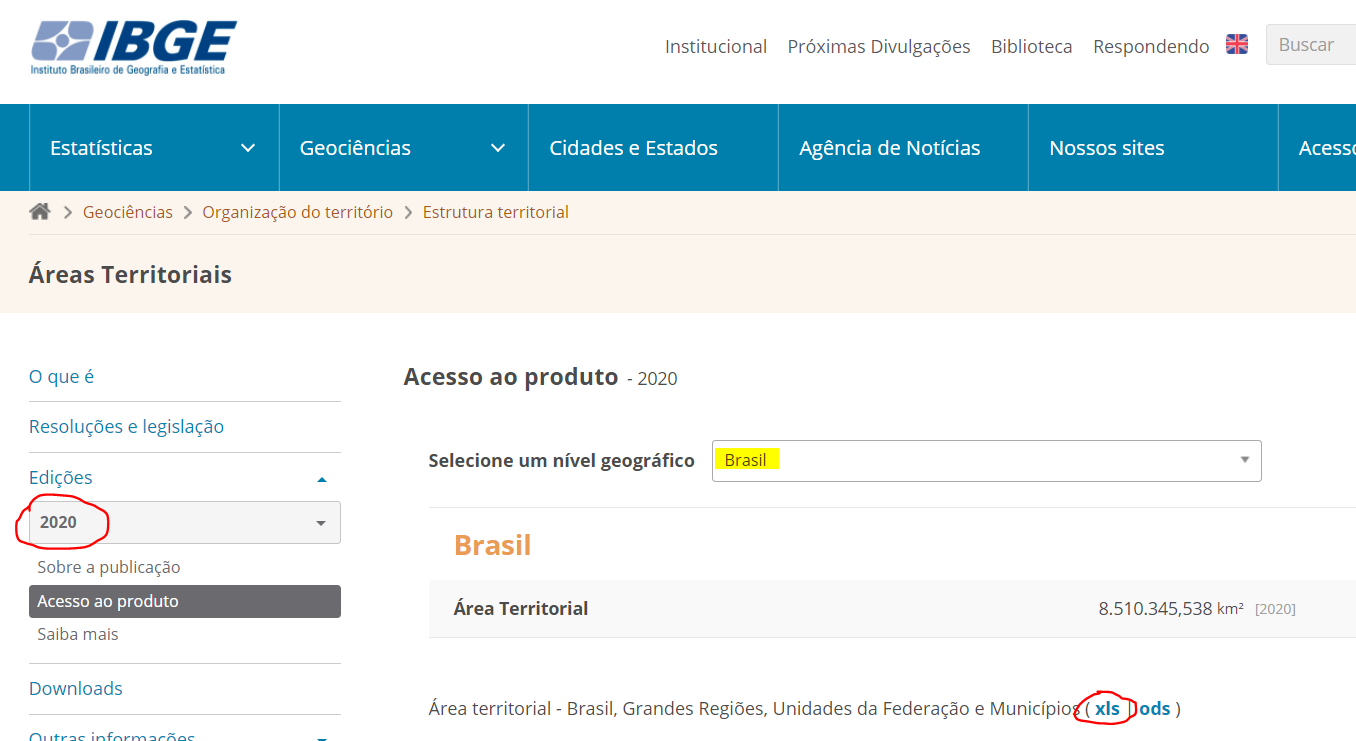 IBGE
Instituto Brasileiro de Geografia e Estatística
Institucional Próximas Divulgações Biblioteca Respondendo Buscar
Estatísticas Geociências Cidades e Estados Agência de Notícias Nossos sites Acesso
Geociências Organização do território Estrutura territorial
Áreas Territoriais
O que é
Acesso ao produto - 2020
Resoluções e legislação
Selecione um nível geográfico Brasil
Edições
2020
Brasil
Sobre a publicação
Acesso ao produto
Área Territorial 8.510.345,538 km² [2020]
Saiba mais
Downloads
Área territorial - Brasil, Grandes Regiões, Unidades da Federação e Municípios ( xls | ods )
Outras informações